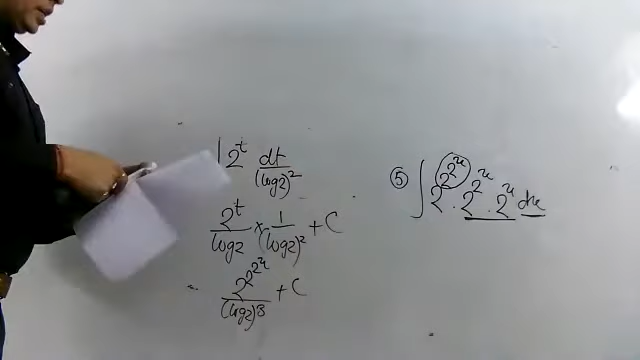 ∫ 2^t dt/(log2)^2
2^t/log2 × 1/(log2)^2 + C
= 2^{2^{2^x}}/(log2)^3 + C
⑤ ∫ 2^{2^{2^x}} · 2^{2^x} · 2^x dx